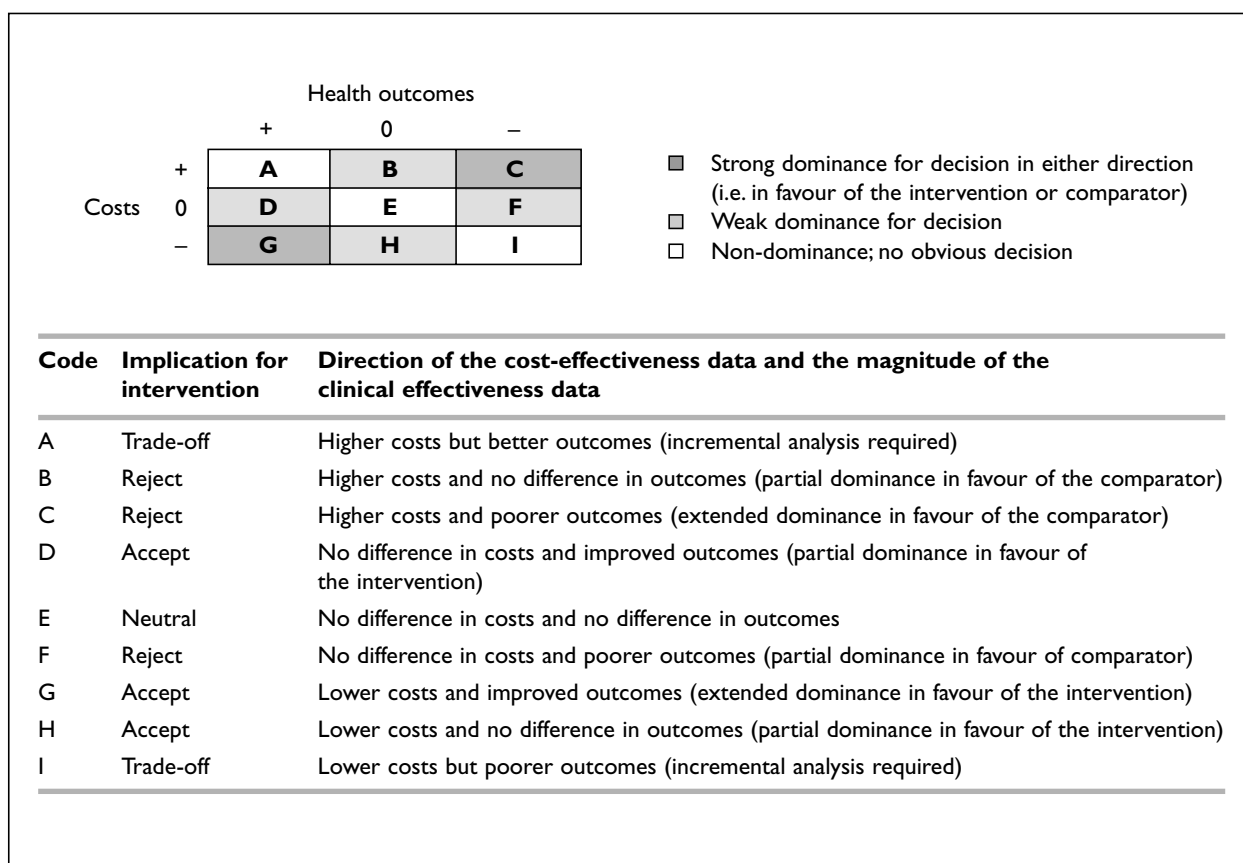 Health outcomes
+ 0 –
+ A B C
Costs 0 D E F
– G H I
Strong dominance for decision in either direction
(i.e. in favour of the intervention or comparator)
Weak dominance for decision
Non-dominance; no obvious decision
Code Implication for intervention Direction of the cost-effectiveness data and the magnitude of the clinical effectiveness data
A Trade-off Higher costs but better outcomes (incremental analysis required)
B Reject Higher costs and no difference in outcomes (partial dominance in favour of the comparator)
C Reject Higher costs and poorer outcomes (extended dominance in favour of the comparator)
D Accept No difference in costs and improved outcomes (partial dominance in favour of
the intervention)
E Neutral No difference in costs and no difference in outcomes
F Reject No difference in costs and poorer outcomes (partial dominance in favour of comparator)
G Accept Lower costs and improved outcomes (extended dominance in favour of the intervention)
H Accept Lower costs and no difference in outcomes (partial dominance in favour of the intervention)
I Trade-off Lower costs but poorer outcomes (incremental analysis required)